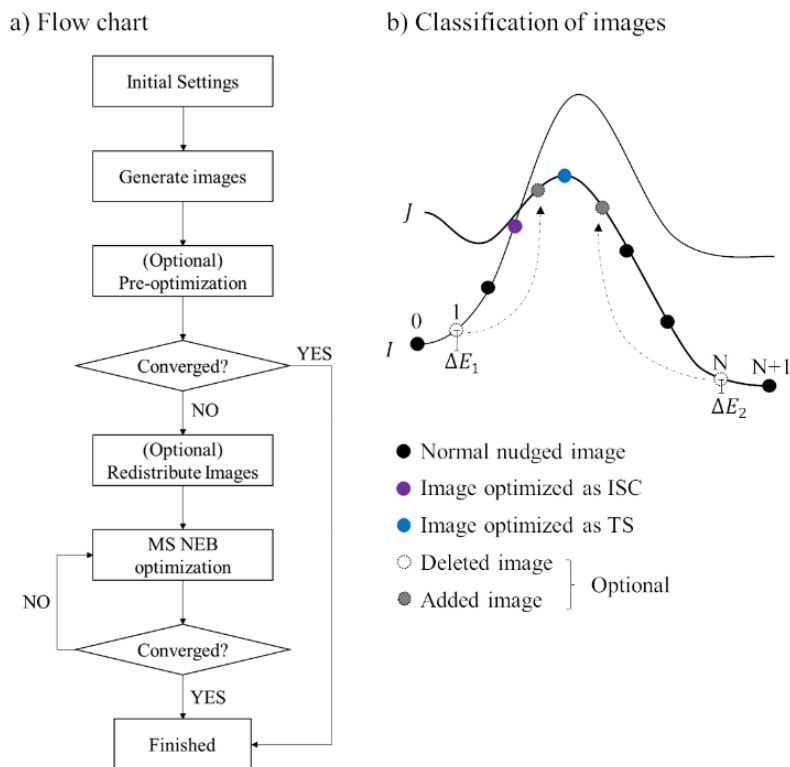 a) Flow chart
Initial Settings
Generate images
(Optional)
Pre-optimization
Converged?
YES
NO
(Optional)
Redistribute Images
MS NEB
optimization
NO
Converged?
YES
Finished
b) Classification of images
J
I
0
1
ΔE₁
N
N+1
ΔE₂
Normal nudged image
Image optimized as ISC
Image optimized as TS
Deleted image
Added image
Optional